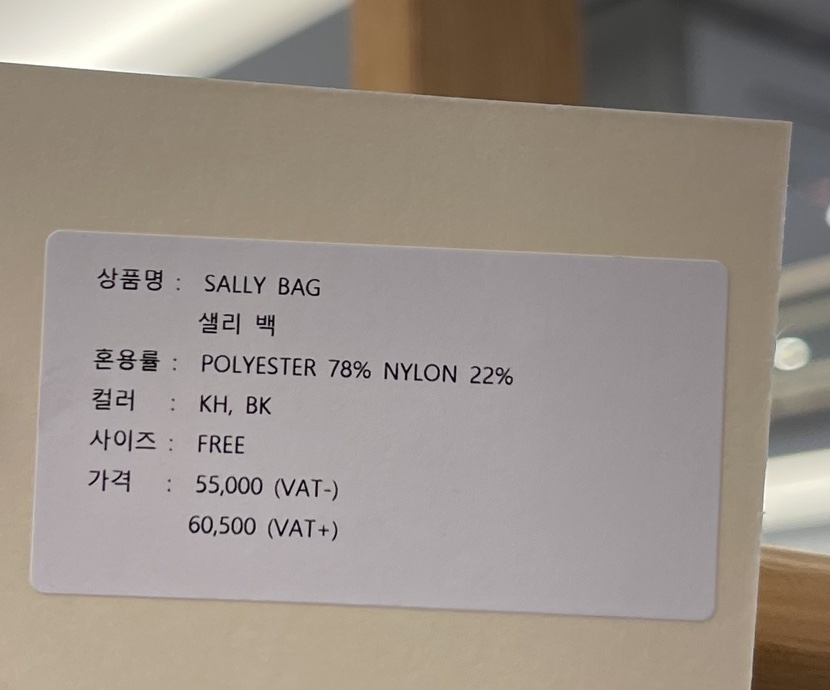 상품명 : SALLY BAG
샐리 백
혼용률 : POLYESTER 78% NYLON 22%
컬러 : KH, BK
사이즈 : FREE
가격 : 55,000 (VAT-)
60,500 (VAT+)